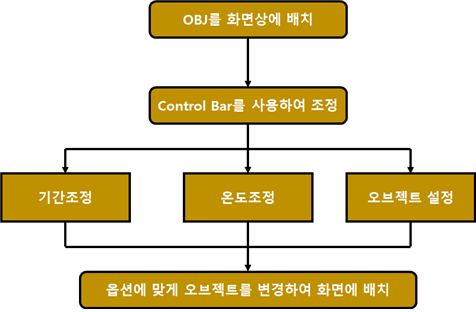 OBJ를 화면상에 배치
Control Bar를 사용하여 조정
기간조정
온도조정
오브젝트 설정
옵션에 맞게 오브젝트를 변경하여 화면에 배치